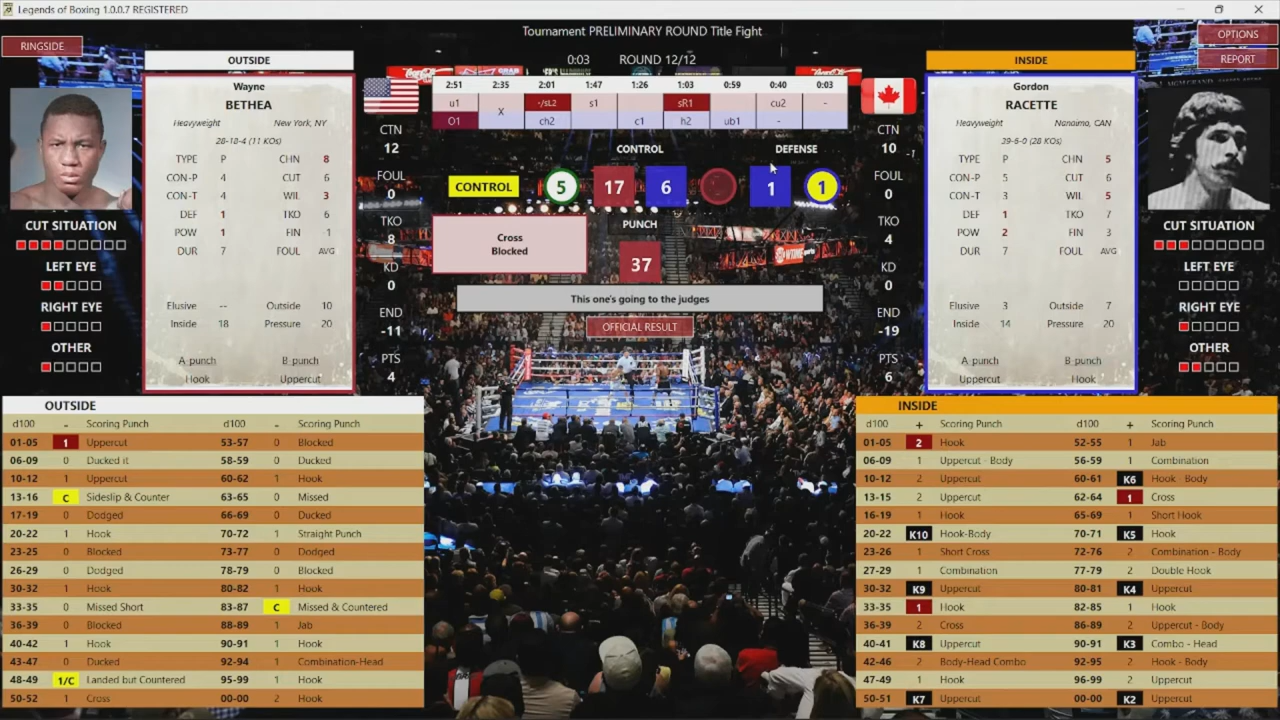 Legends of Boxing 1.0.0.7 REGISTERED
Tournament PRELIMINARY ROUND Title Fight
RINGSIDE
OPTIONS
REPORT
0:03 ROUND 12/12
OUTSIDE
Wayne
BETHEA
Heavyweight New York, NY
28-18-4 (11 KOs)
TYPE P CHN 8
CON-P 4 CUT 6
CON-T 4 WIL 3
DEF 1 TKO 6
POW 1 FIN -1
DUR 7 FOUL AVG
Elusive -- Outside 10
Inside 18 Pressure 20
A-punch B-punch
Hook Uppercut
CUT SITUATION
LEFT EYE
RIGHT EYE
OTHER
CTN
12
FOUL
0
TKO
8
KD
0
END
-11
PTS
4
2:51 2:35 2:01 1:47 1:26 1:03 0:59 0:40 0:03
u1 X -/sL2 s1 sR1 cu2 -
O1 ch2 c1 h2 ub1 -
CONTROL DEFENSE
CONTROL 5 17 6 1 1
PUNCH
Cross
Blocked
37
This one's going to the judges
OFFICIAL RESULT
CTN
10 -1
FOUL
0
TKO
4
KD
0
END
-19
PTS
6
INSIDE
Gordon
RACETTE
Heavyweight Nanaimo, CAN
39-6-0 (28 KOs)
TYPE P CHN 5
CON-P 5 CUT 6
CON-T 3 WIL 5
DEF 1 TKO 7
POW 2 FIN 3
DUR 7 FOUL AVG
Elusive 3 Outside 7
Inside 14 Pressure 20
A-punch B-punch
Uppercut Hook
CUT SITUATION
LEFT EYE
RIGHT EYE
OTHER
OUTSIDE
d100 - Scoring Punch d100 - Scoring Punch
01-05 1 Uppercut 53-57 0 Blocked
06-09 0 Ducked it 58-59 0 Ducked
10-12 1 Uppercut 60-62 1 Hook
13-16 C Sideslip & Counter 63-65 0 Missed
17-19 0 Dodged 66-69 0 Ducked
20-22 1 Hook 70-72 1 Straight Punch
23-25 0 Blocked 73-77 0 Dodged
26-29 0 Dodged 78-79 0 Blocked
30-32 1 Hook 80-82 1 Hook
33-35 0 Missed Short 83-87 C Missed & Countered
36-39 0 Blocked 88-89 1 Jab
40-42 1 Hook 90-91 1 Hook
43-47 0 Ducked 92-94 1 Combination-Head
48-49 1/C Landed but Countered 95-99 1 Hook
50-52 1 Cross 00-00 2 Hook
INSIDE
d100 + Scoring Punch d100 + Scoring Punch
01-05 2 Hook 52-55 1 Jab
06-09 1 Uppercut - Body 56-59 1 Combination
10-12 2 Uppercut 60-61 K6 Hook - Body
13-15 2 Uppercut 62-64 1 Cross
16-19 1 Hook 65-69 1 Short Hook
20-22 K10 Hook-Body 70-71 K5 Hook
23-26 1 Short Cross 72-76 2 Combination - Body
27-29 1 Combination 77-79 2 Double Hook
30-32 K9 Uppercut 80-81 K4 Uppercut
33-35 1 Hook 82-85 1 Hook
36-39 2 Cross 86-89 2 Uppercut - Body
40-41 K8 Uppercut 90-91 K3 Combo - Head
42-46 2 Body-Head Combo 92-95 2 Hook - Body
47-49 1 Hook 96-99 2 Uppercut
50-51 K7 Uppercut 00-00 K2 Uppercut